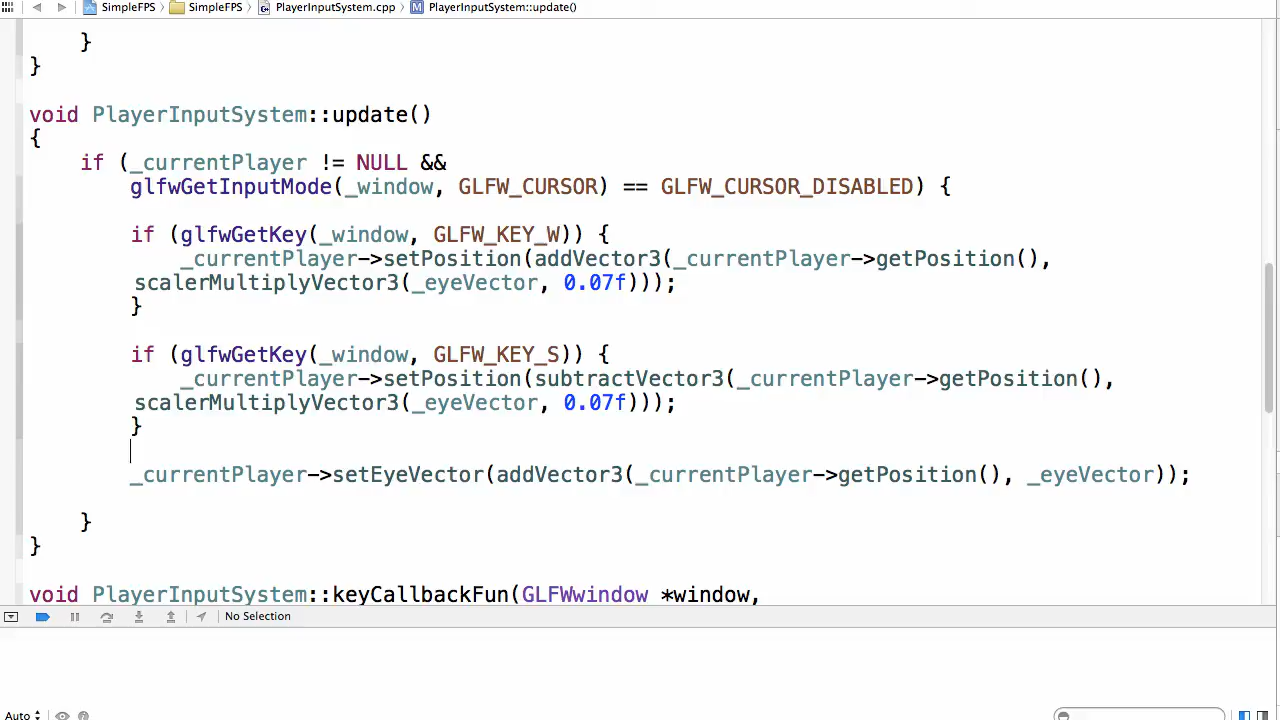 SimpleFPS SimpleFPS PlayerInputSystem.cpp PlayerInputSystem::update()
}
}
void PlayerInputSystem::update()
{
if (_currentPlayer != NULL &&
glfwGetInputMode(_window, GLFW_CURSOR) == GLFW_CURSOR_DISABLED) {
if (glfwGetKey(_window, GLFW_KEY_W)) {
_currentPlayer->setPosition(addVector3(_currentPlayer->getPosition(),
scalerMultiplyVector3(_eyeVector, 0.07f)));
}
if (glfwGetKey(_window, GLFW_KEY_S)) {
_currentPlayer->setPosition(subtractVector3(_currentPlayer->getPosition(),
scalerMultiplyVector3(_eyeVector, 0.07f)));
}
_currentPlayer->setEyeVector(addVector3(_currentPlayer->getPosition(), _eyeVector));
}
}
void PlayerInputSystem::keyCallbackFun(GLFWwindow *window,
No Selection
Auto